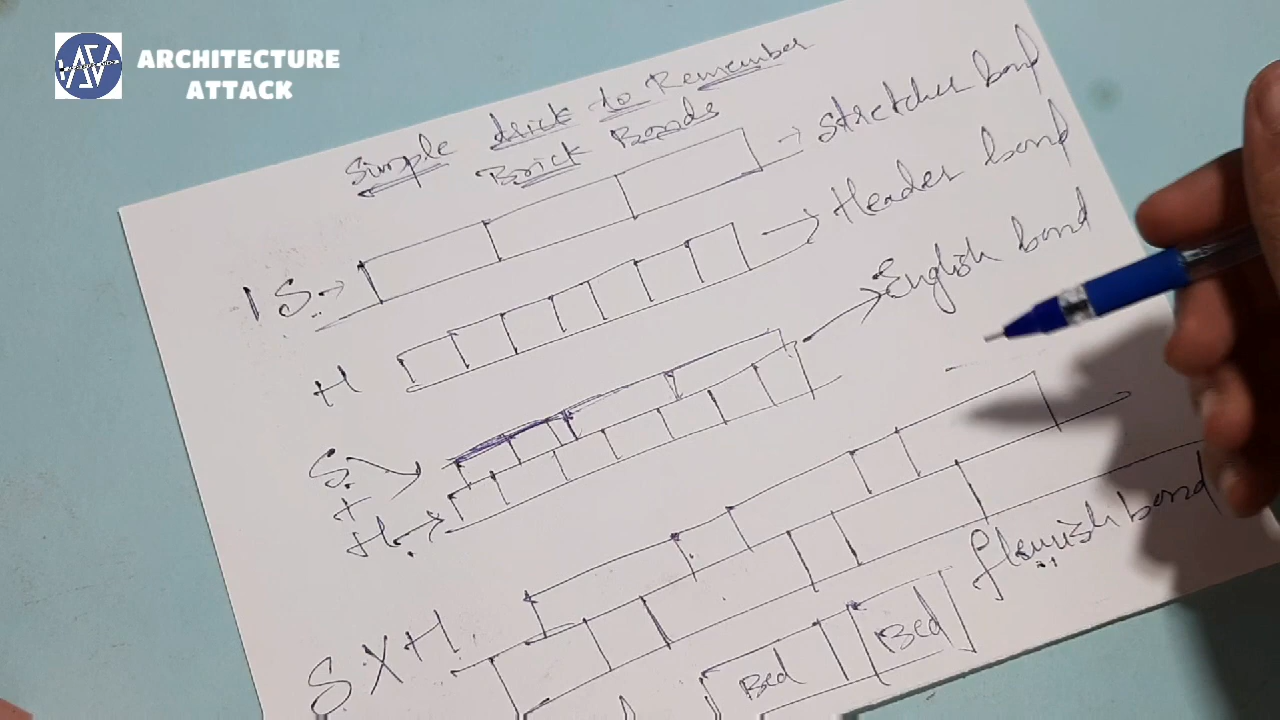 ARCHITECTURE
ATTACK
Simple trick to Remember
Brick Bonds
1 S. → → Stretcher bond
H → Header bond
S. + H. → English bond
S X H. flemish bond
Bed Bed